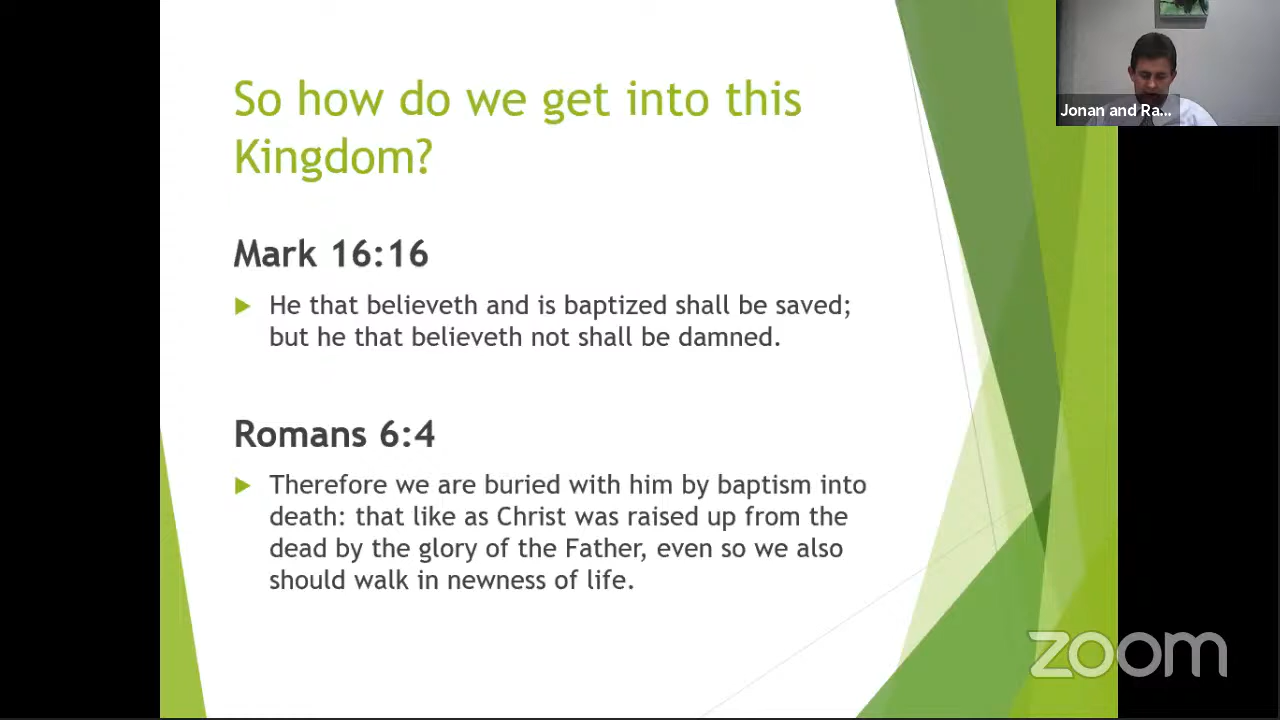 So how do we get into this
Kingdom?
Mark 16:16
He that believeth and is baptized shall be saved;
but he that believeth not shall be damned.
Romans 6:4
Therefore we are buried with him by baptism into
death: that like as Christ was raised up from the
dead by the glory of the Father, even so we also
should walk in newness of life.
Jonan and Ra...
zoom